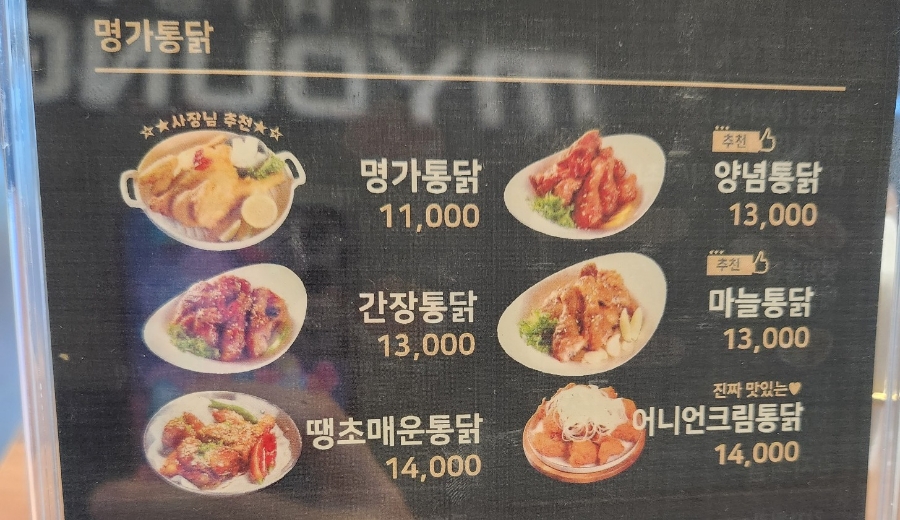 명가통닭
☆★사장님 추천★☆
명가통닭
11,000
추천
양념통닭
13,000
간장통닭
13,000
추천
마늘통닭
13,000
땡초매운통닭
14,000
진짜 맛있는♥
어니언크림통닭
14,000